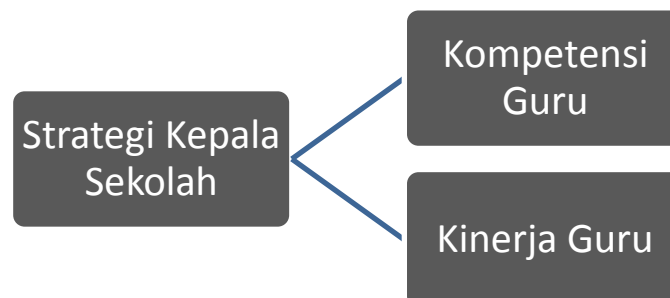 Strategi Kepala
Sekolah
Kompetensi
Guru
Kinerja Guru